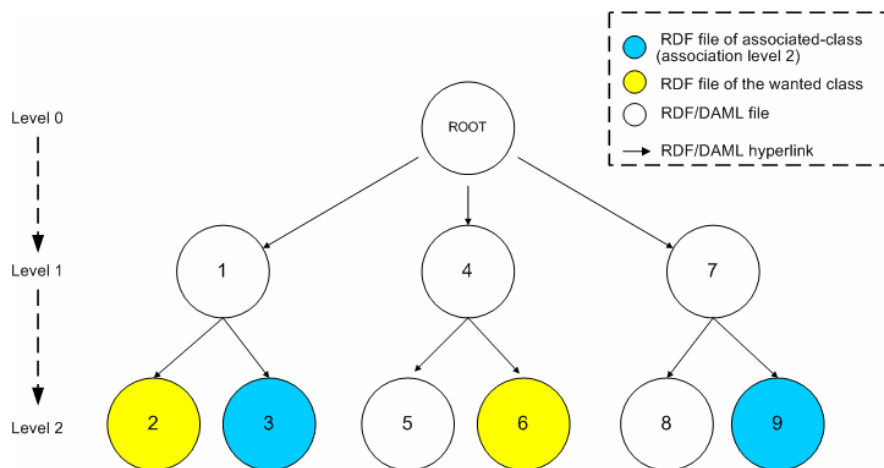 RDF file of associated-class
(association level 2)
RDF file of the wanted class
RDF/DAML file
RDF/DAML hyperlink
Level 0
ROOT
Level 1
1
4
7
Level 2
2
3
5
6
8
9